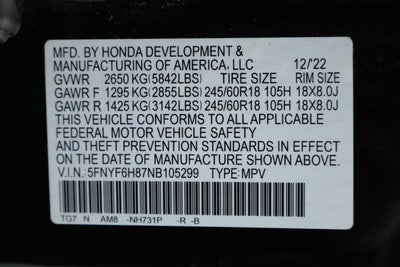 MFD. BY HONDA DEVELOPMENT &
MANUFACTURING OF AMERICA, LLC 12/'22
GVWR 2650 KG(5842LBS) TIRE SIZE RIM SIZE
GAWR F 1295 KG(2855LBS) 245/60R18 105H 18X8.0J
GAWR R 1425 KG(3142LBS) 245/60R18 105H 18X8.0J
THIS VEHICLE CONFORMS TO ALL APPLICABLE
FEDERAL MOTOR VEHICLE SAFETY
AND THEFT PREVENTION STANDARDS IN EFFECT
ON THE DATE OF MANUFACTURE SHOWN ABOVE.
V.I.N.:5FNYF6H87NB105299 TYPE:MPV
TG7 N AM8 -NH731P -R -B